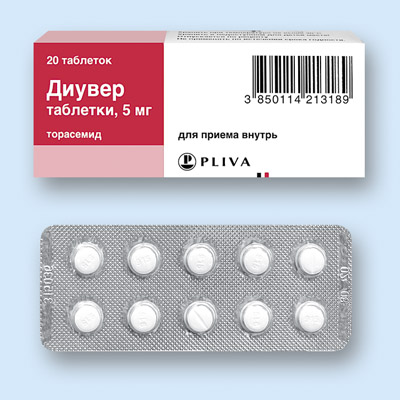 20 таблеток
Диувер
таблетки, 5 мг
торасемид
3 850114 213189
для приема внутрь
PLIVA